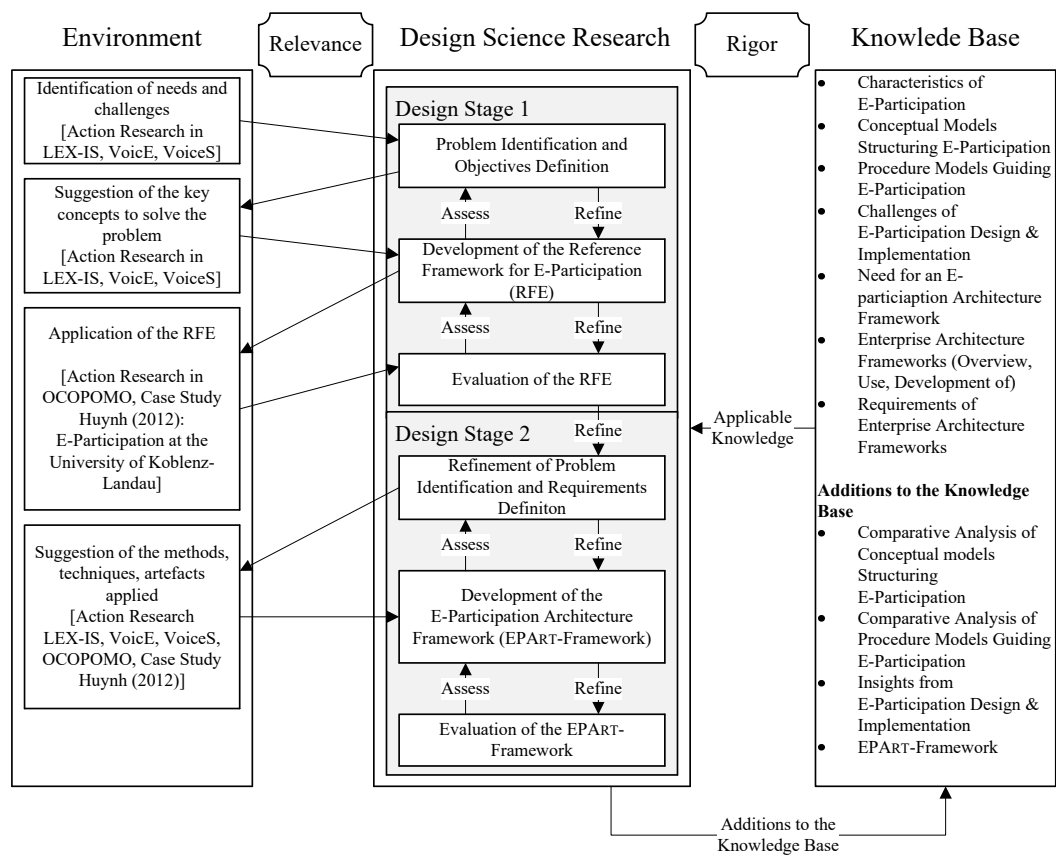 Environment
Relevance
Design Science Research
Rigor
Knowlede Base
Identification of needs and
challenges
[Action Research in
LEX-IS, VoicE, VoiceS]
Suggestion of the key
concepts to solve the
problem
[Action Research in
LEX-IS, VoicE, VoiceS]
Application of the RFE
[Action Research in
OCOPOMO, Case Study
Huynh (2012):
E-Participation at the
University of Koblenz-
Landau]
Suggestion of the methods,
techniques, artefacts
applied
[Action Research
LEX-IS, VoicE, VoiceS,
OCOPOMO, Case Study
Huynh (2012)]
Design Stage 1
Problem Identification and
Objectives Definition
Assess
Refine
Development of the Reference
Framework for E-Participation
(RFE)
Assess
Refine
Evaluation of the RFE
Refine
Design Stage 2
Refinement of Problem
Identification and Requirements
Definiton
Assess
Refine
Development of the
E-Participation Architecture
Framework (EPART-Framework)
Assess
Refine
Evaluation of the EPART-
Framework
Applicable
Knowledge
• Characteristics of
E-Participation
• Conceptual Models
Structuring E-Participation
• Procedure Models Guiding
E-Participation
• Challenges of
E-Participation Design &
Implementation
• Need for an E-
particiaption Architecture
Framework
• Enterprise Architecture
Frameworks (Overview,
Use, Development of)
• Requirements of
Enterprise Architecture
Frameworks
Additions to the Knowledge
Base
• Comparative Analysis of
Conceptual models
Structuring
E-Participation
• Comparative Analysis of
Procedure Models Guiding
E-Participation
• Insights from
E-Participation Design &
Implementation
• EPART-Framework
Additions to the
Knowledge Base